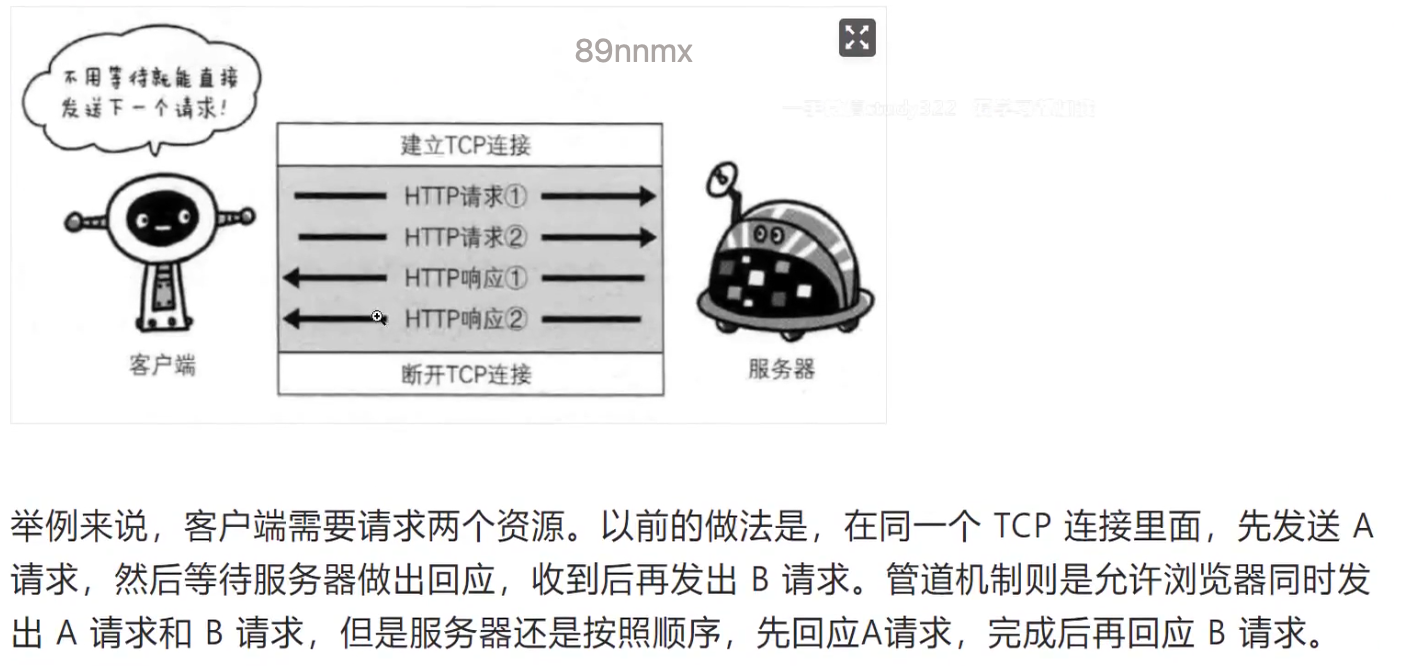 89nnmx
不用等待就能直接
发送下一个请求!
建立TCP连接
HTTP请求①
HTTP请求②
HTTP响应①
HTTP响应②
断开TCP连接
客户端
服务器
举例来说，客户端需要请求两个资源。以前的做法是，在同一个 TCP 连接里面，先发送 A
请求，然后等待服务器做出回应，收到后再发出 B 请求。管道机制则是允许浏览器同时发
出 A 请求和 B 请求，但是服务器还是按照顺序，先回应A请求，完成后再回应 B 请求。